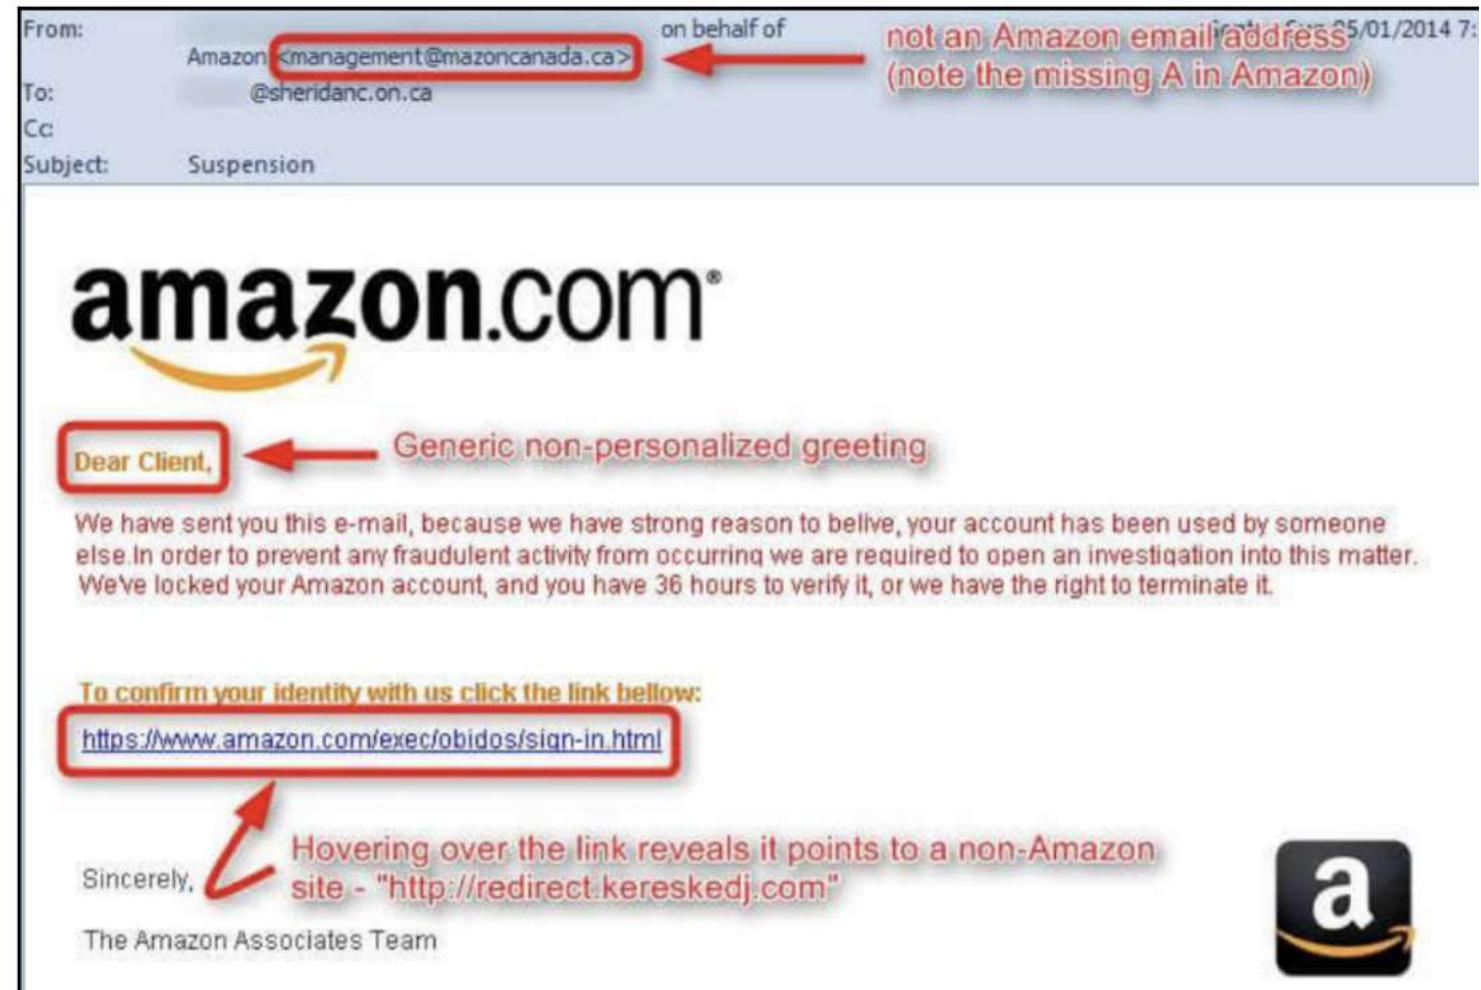 From: on behalf of
Amazon <management@mazoncanada.ca>
not an Amazon email address 5/01/2014 7:
(note the missing A in Amazon)
To: @sheridanc.on.ca
Cc:
Subject: Suspension
amazon.com®
Dear Client,
Generic non-personalized greeting
We have sent you this e-mail, because we have strong reason to belive, your account has been used by someone
else.In order to prevent any fraudulent activity from occurring we are required to open an investigation into this matter.
We've locked your Amazon account, and you have 36 hours to verify it, or we have the right to terminate it.
To confirm your identity with us click the link bellow:
https://www.amazon.com/exec/obidos/sign-in.html
Hovering over the link reveals it points to a non-Amazon
site - "http://redirect.kereskedj.com"
Sincerely,
The Amazon Associates Team
a